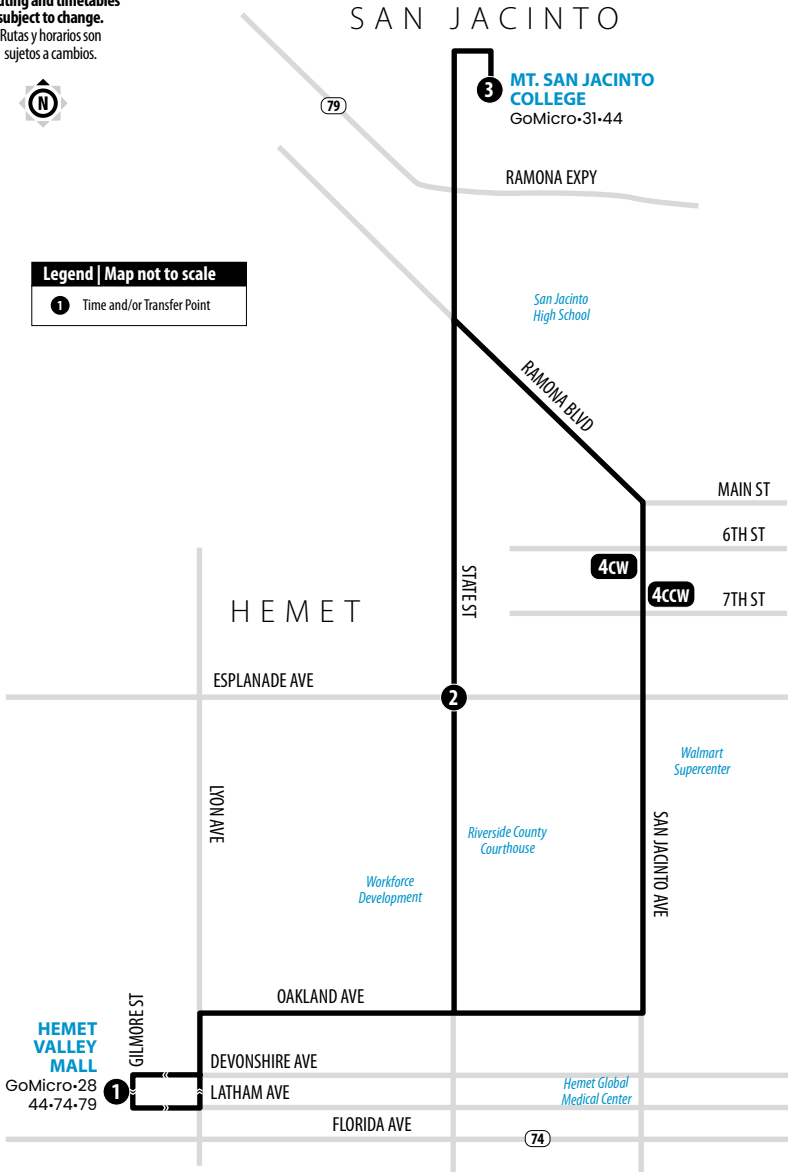 subject to change.
Rutas y horarios son
sujetos a cambios.
N
SAN JACINTO
79
3
MT. SAN JACINTO
COLLEGE
GoMicro•31•44
RAMONA EXPY
Legend | Map not to scale
1 Time and/or Transfer Point
San Jacinto
High School
RAMONA BLVD
MAIN ST
6TH ST
4CW
4CCW
7TH ST
STATE ST
HEMET
ESPLANADE AVE
2
Walmart
Supercenter
LYON AVE
SAN JACINTO AVE
Riverside County
Courthouse
Workforce
Development
OAKLAND AVE
GILMORE ST
HEMET
VALLEY
MALL
GoMicro•28
44•74•79
1
DEVONSHIRE AVE
LATHAM AVE
Hemet Global
Medical Center
FLORIDA AVE
74